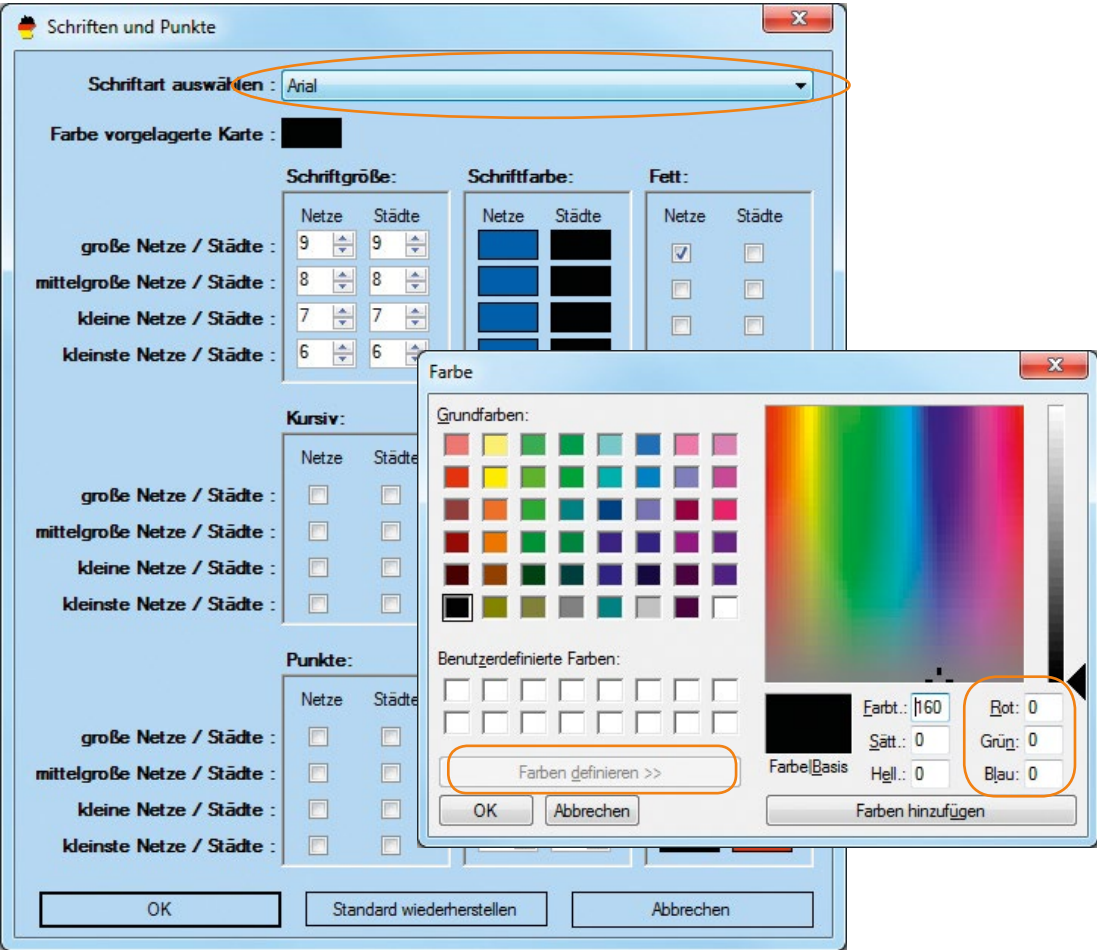 Schriften und Punkte
x
Schriftart auswählen : Arial
Farbe vorgelagerte Karte :
Schriftgröße: Schriftfarbe: Fett:
Netze Städte Netze Städte Netze Städte
große Netze / Städte : 9 9
mittelgroße Netze / Städte : 8 8
kleine Netze / Städte : 7 7
kleinste Netze / Städte : 6 6
Kursiv:
Netze Städte
große Netze / Städte :
mittelgroße Netze / Städte :
kleine Netze / Städte :
kleinste Netze / Städte :
Punkte:
Netze Städte
große Netze / Städte :
mittelgroße Netze / Städte :
kleine Netze / Städte :
kleinste Netze / Städte :
OK Standard wiederherstellen Abbrechen
Farbe
x
Grundfarben:
Benutzerdefinierte Farben:
Farben definieren >>
OK Abbrechen
Farbe|Basis
Farbt.: 160 Rot: 0
Sätt.: 0 Grün: 0
Hell.: 0 Blau: 0
Farben hinzufügen